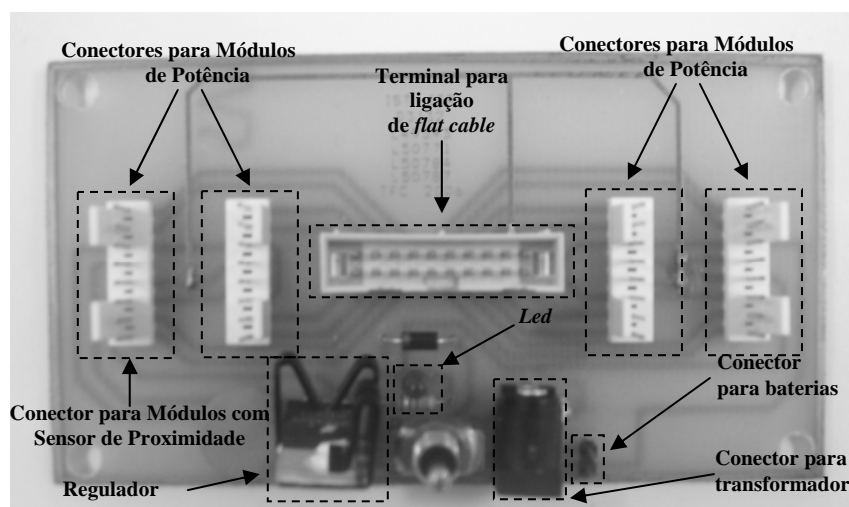 Conectores para Módulos
de Potência
Conectores para Módulos
de Potência
Terminal para
ligação
de flat cable
Led
Conector
para baterias
Conector para Módulos com
Sensor de Proximidade
Regulador
Conector para
transformador